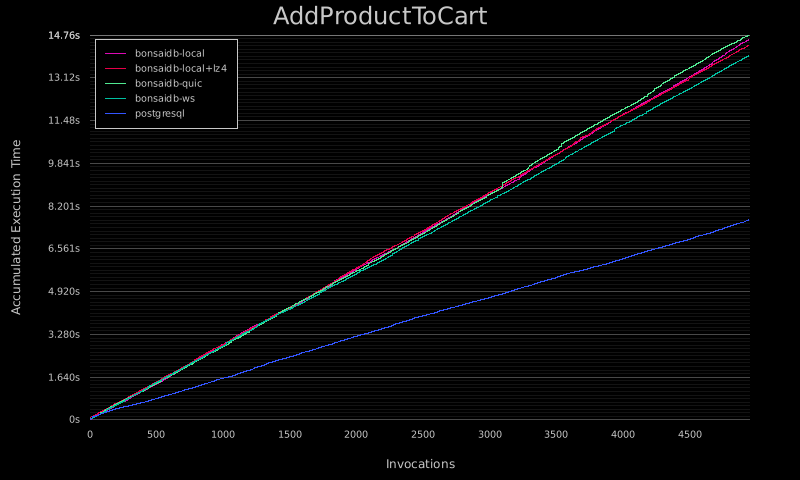 AddProductToCart
14.76s
13.12s
11.48s
9.841s
8.201s
6.561s
4.920s
3.280s
1.640s
0s
bonsaidb-local
bonsaidb-local+lz4
bonsaidb-quic
bonsaidb-ws
postgresql
Accumulated Execution Time
0 500 1000 1500 2000 2500 3000 3500 4000 4500
Invocations